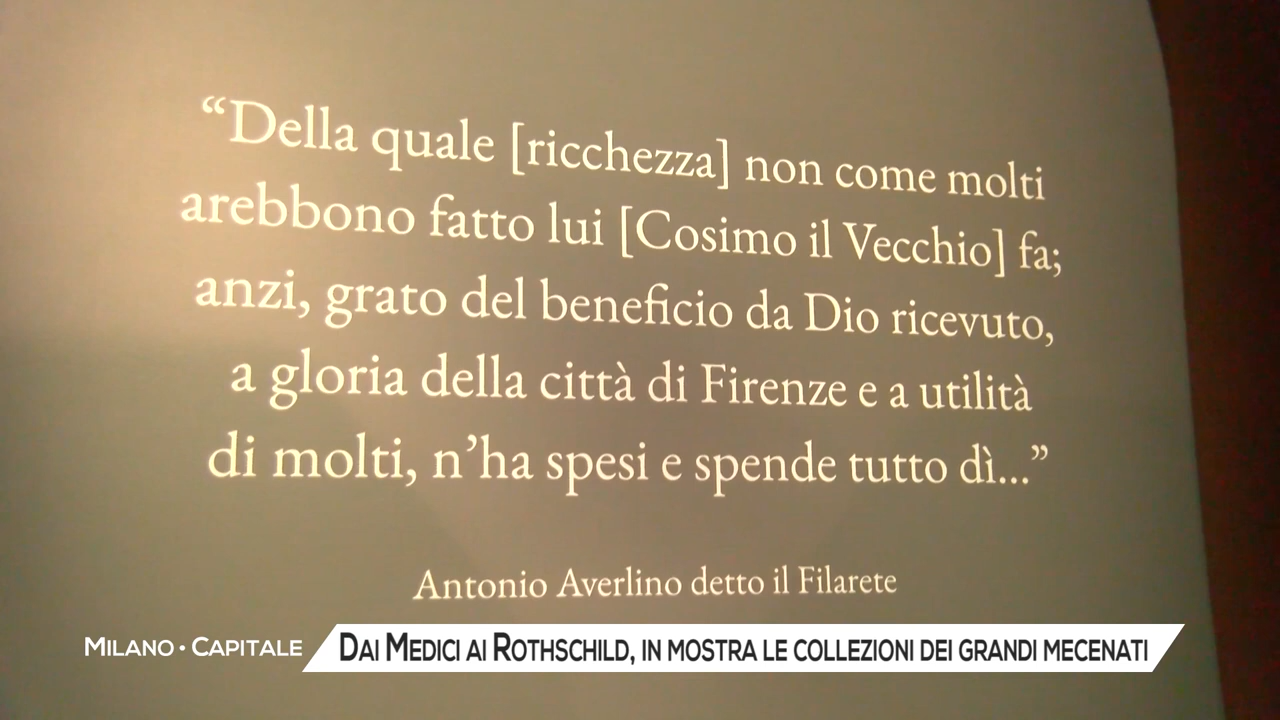 “Della quale [ricchezza] non come molti
arebbono fatto lui [Cosimo il Vecchio] fa;
anzi, grato del beneficio da Dio ricevuto,
a gloria della città di Firenze e a utilità
di molti, n’ha spesi e spende tutto dì...”
Antonio Averlino detto il Filarete
MILANO • CAPITALE
DAI MEDICI AI ROTHSCHILD, IN MOSTRA LE COLLEZIONI DEI GRANDI MECENATI